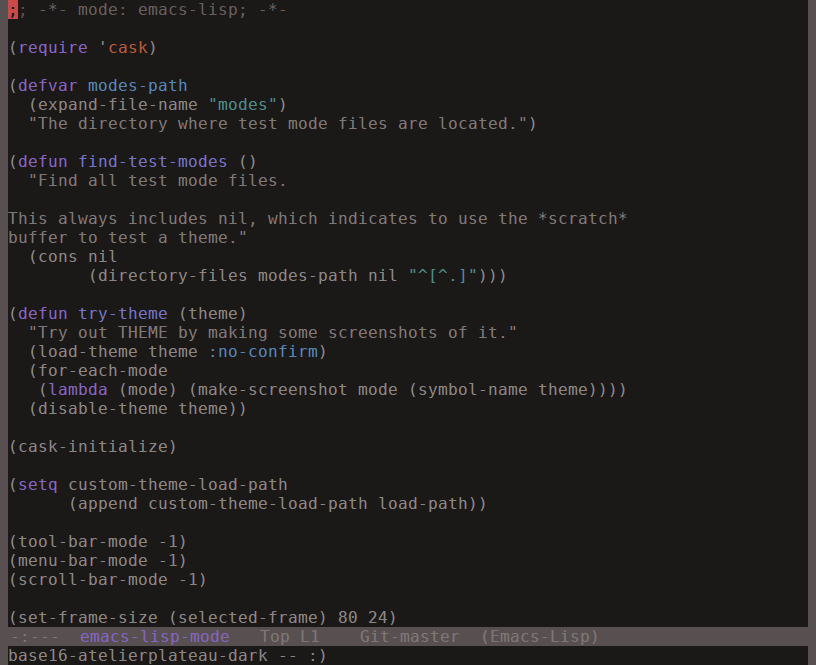 ;; -*- mode: emacs-lisp; -*-

(require 'cask)

(defvar modes-path
  (expand-file-name "modes")
  "The directory where test mode files are located.")

(defun find-test-modes ()
  "Find all test mode files.

This always includes nil, which indicates to use the *scratch*
buffer to test a theme."
  (cons nil
        (directory-files modes-path nil "^[^.]")))

(defun try-theme (theme)
  "Try out THEME by making some screenshots of it."
  (load-theme theme :no-confirm)
  (for-each-mode
   (lambda (mode) (make-screenshot mode (symbol-name theme))))
  (disable-theme theme))

(cask-initialize)

(setq custom-theme-load-path
      (append custom-theme-load-path load-path))

(tool-bar-mode -1)
(menu-bar-mode -1)
(scroll-bar-mode -1)

(set-frame-size (selected-frame) 80 24)
-:---  emacs-lisp-mode   Top L1    Git-master  (Emacs-Lisp)
base16-atelierplateau-dark -- :)